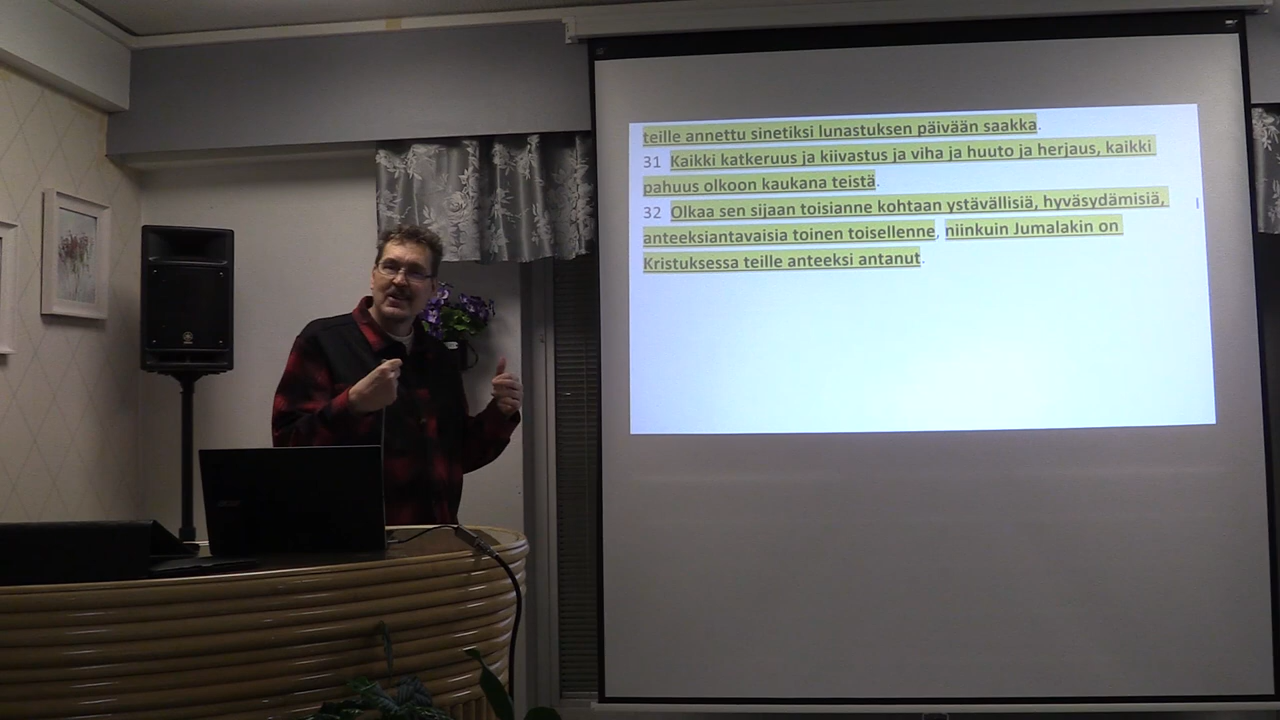 teille annettu sinetiksi lunastuksen päivään saakka.
31 Kaikki katkeruus ja kiivastus ja viha ja huuto ja herjaus, kaikki
pahuus olkoon kaukana teistä.
32 Olkaa sen sijaan toisianne kohtaan ystävällisiä, hyväsydämisiä,
anteeksiantavaisia toinen toisellenne, niinkuin Jumalakin on
Kristuksessa teille anteeksi antanut.
acer